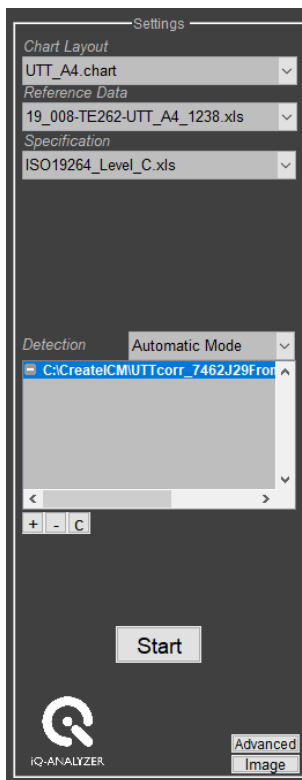 Settings
Chart Layout
UTT_A4.chart
Reference Data
19_008-TE262-UTT_A4_1238.xls
Specification
ISO19264_Level_C.xls
Detection
Automatic Mode
C:\CreateICM\UTTcorr_7462J29Fron
+ - C
Start
iQ-ANALYZER
Advanced
Image